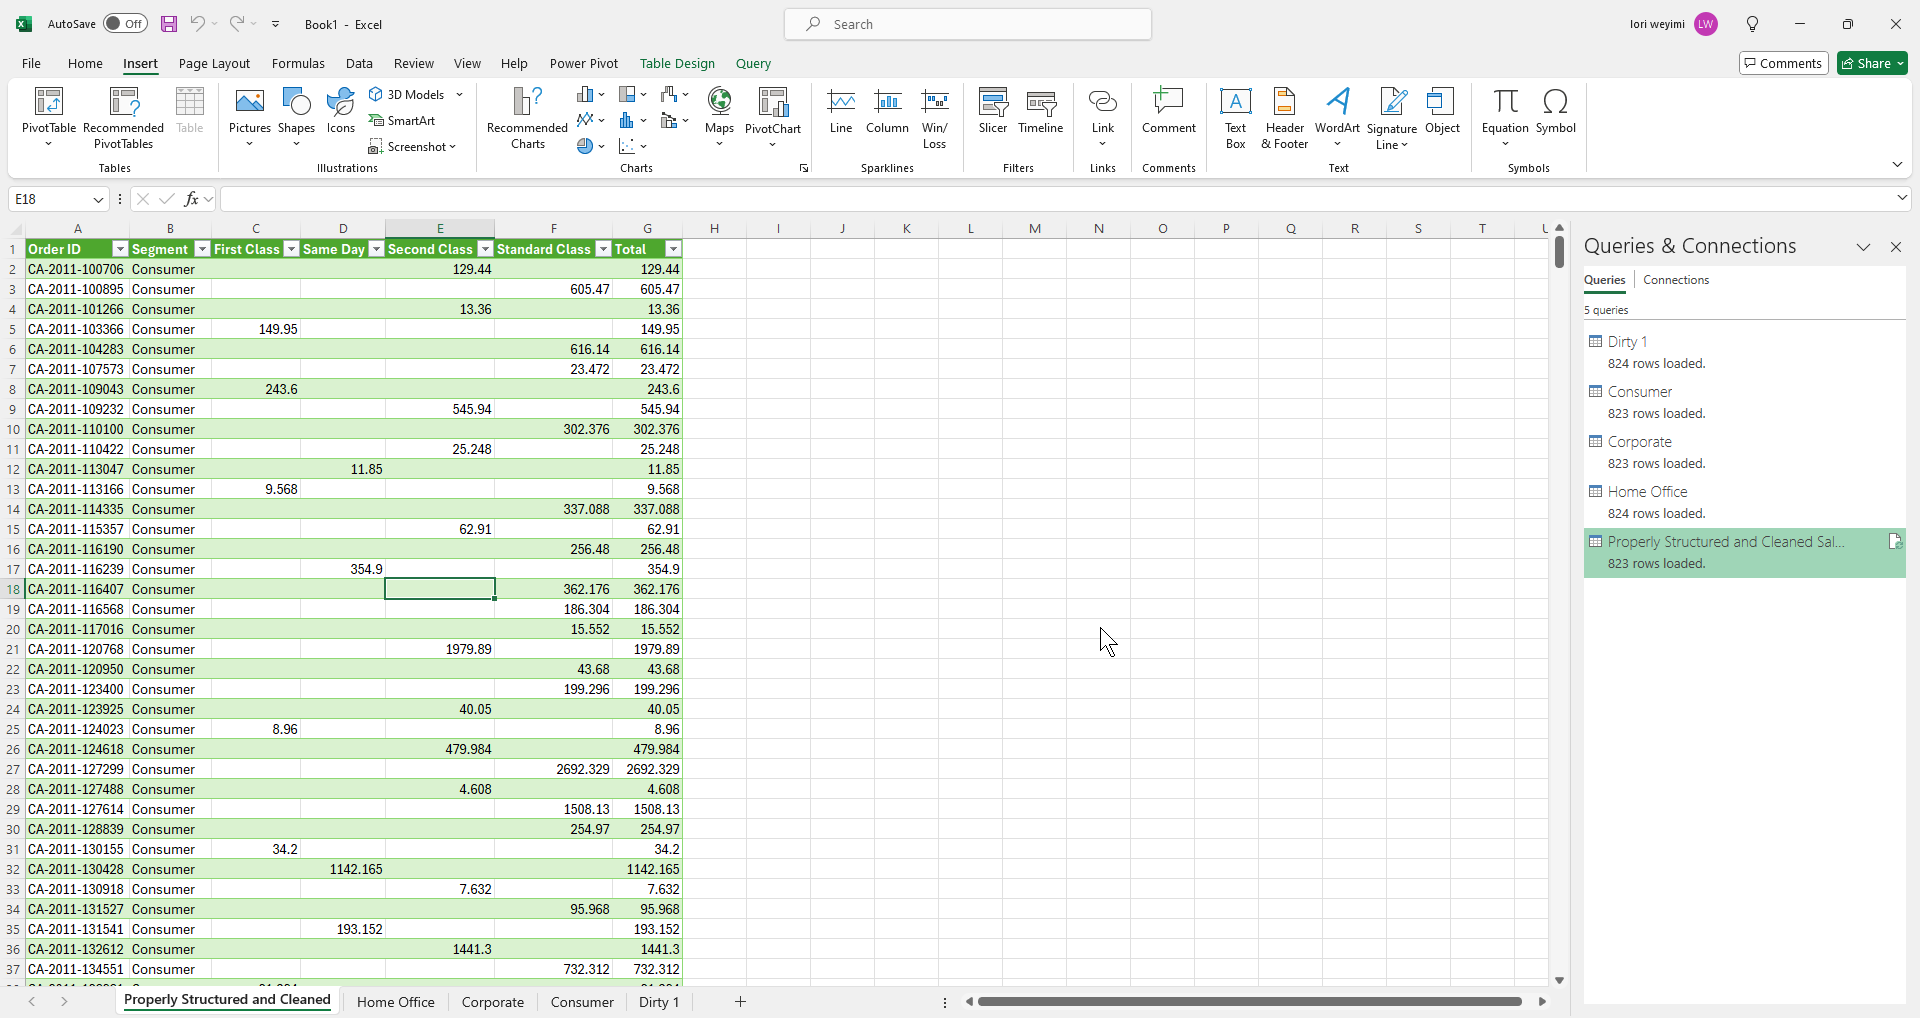 AutoSave Off Book1 - Excel Search lori weyimi LW
File Home Insert Page Layout Formulas Data Review View Help Power Pivot Table Design Query Comments Share
PivotTable Recommended PivotTables Table Pictures Shapes Icons 3D Models SmartArt Screenshot Recommended Charts Maps PivotChart Line Column Win/ Loss Slicer Timeline Link Comment Text Box Header & Footer WordArt Signature Line Object Equation Symbol
Tables Illustrations Charts Sparklines Filters Links Comments Text Symbols
E18 fx
A B C D E F G H I J K L M N O P Q R S T
1 Order ID Segment First Class Same Day Second Class Standard Class Total
2 CA-2011-100706 Consumer 129.44 129.44
3 CA-2011-100895 Consumer 605.47 605.47
4 CA-2011-101266 Consumer 13.36 13.36
5 CA-2011-103366 Consumer 149.95 149.95
6 CA-2011-104283 Consumer 616.14 616.14
7 CA-2011-107573 Consumer 23.472 23.472
8 CA-2011-109043 Consumer 243.6 243.6
9 CA-2011-109232 Consumer 545.94 545.94
10 CA-2011-110100 Consumer 302.376 302.376
11 CA-2011-110422 Consumer 25.248 25.248
12 CA-2011-113047 Consumer 11.85 11.85
13 CA-2011-113166 Consumer 9.568 9.568
14 CA-2011-114335 Consumer 337.088 337.088
15 CA-2011-115357 Consumer 62.91 62.91
16 CA-2011-116190 Consumer 256.48 256.48
17 CA-2011-116239 Consumer 354.9 354.9
18 CA-2011-116407 Consumer 362.176 362.176
19 CA-2011-116568 Consumer 186.304 186.304
20 CA-2011-117016 Consumer 15.552 15.552
21 CA-2011-120768 Consumer 1979.89 1979.89
22 CA-2011-120950 Consumer 43.68 43.68
23 CA-2011-123400 Consumer 199.296 199.296
24 CA-2011-123925 Consumer 40.05 40.05
25 CA-2011-124023 Consumer 8.96 8.96
26 CA-2011-124618 Consumer 479.984 479.984
27 CA-2011-127299 Consumer 2692.329 2692.329
28 CA-2011-127488 Consumer 4.608 4.608
29 CA-2011-127614 Consumer 1508.13 1508.13
30 CA-2011-128839 Consumer 254.97 254.97
31 CA-2011-130155 Consumer 34.2 34.2
32 CA-2011-130428 Consumer 1142.165 1142.165
33 CA-2011-130918 Consumer 7.632 7.632
34 CA-2011-131527 Consumer 95.968 95.968
35 CA-2011-131541 Consumer 193.152 193.152
36 CA-2011-132612 Consumer 1441.3 1441.3
37 CA-2011-134551 Consumer 732.312 732.312
Properly Structured and Cleaned Home Office Corporate Consumer Dirty 1
Queries & Connections
Queries Connections
5 queries
Dirty 1
824 rows loaded.
Consumer
823 rows loaded.
Corporate
823 rows loaded.
Home Office
824 rows loaded.
Properly Structured and Cleaned Sal...
823 rows loaded.